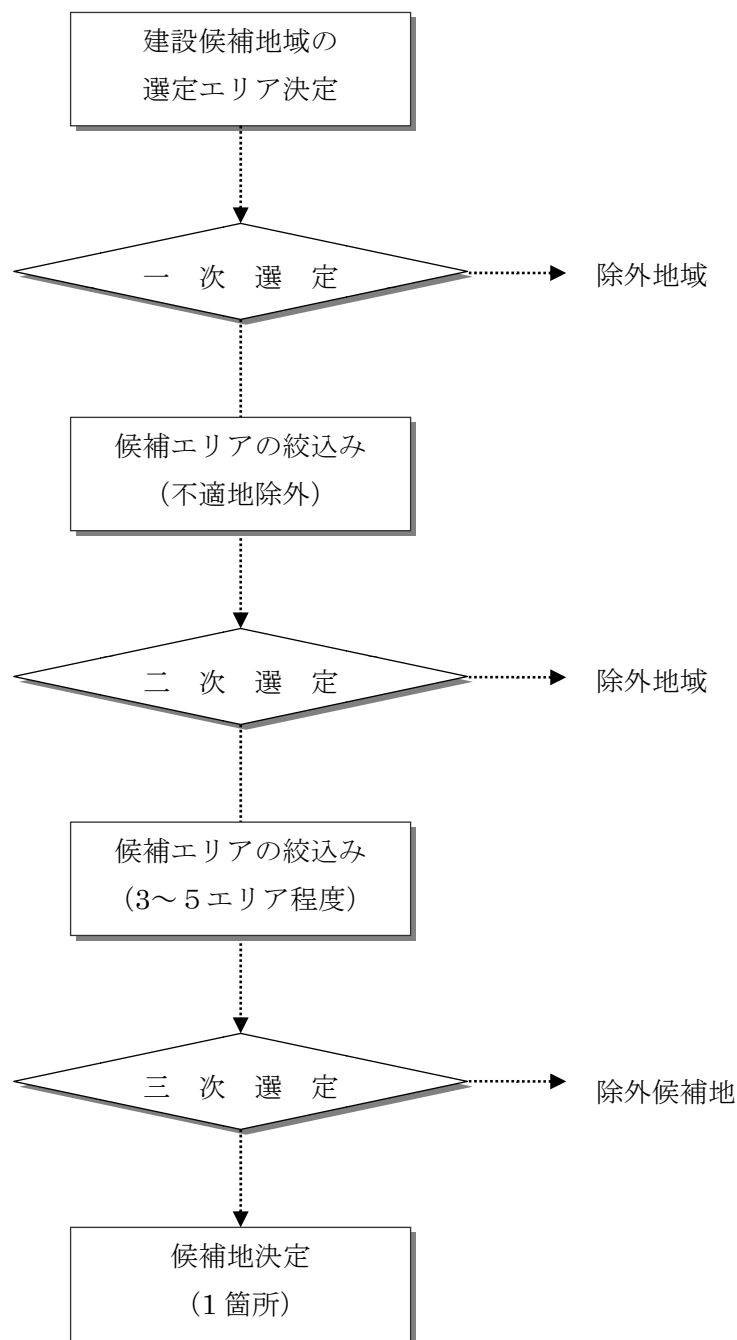 建設候補地域の
選定エリア決定
一 次 選 定
除外地域
候補エリアの絞込み
（不適地除外）
二 次 選 定
除外地域
候補エリアの絞込み
（3～５エリア程度）
三 次 選 定
除外候補地
候補地決定
（1 箇所）